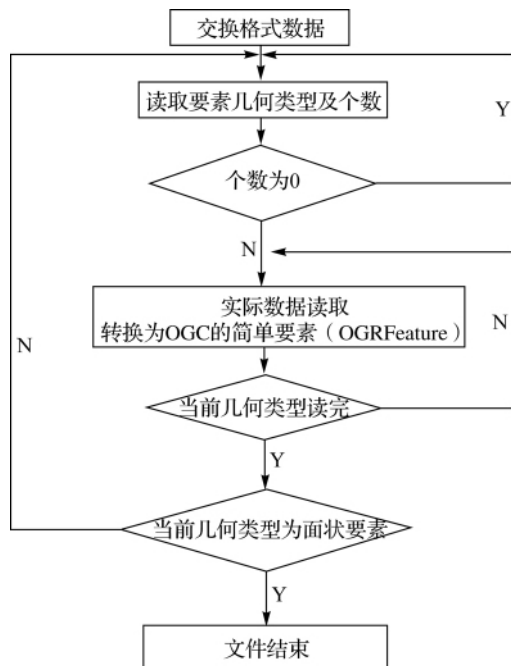 交换格式数据
读取要素几何类型及个数
Y
个数为0
N
实际数据读取
转换为OGC的简单要素（OGRFeature）
N
N
当前几何类型读完
Y
当前几何类型为面状要素
Y
文件结束